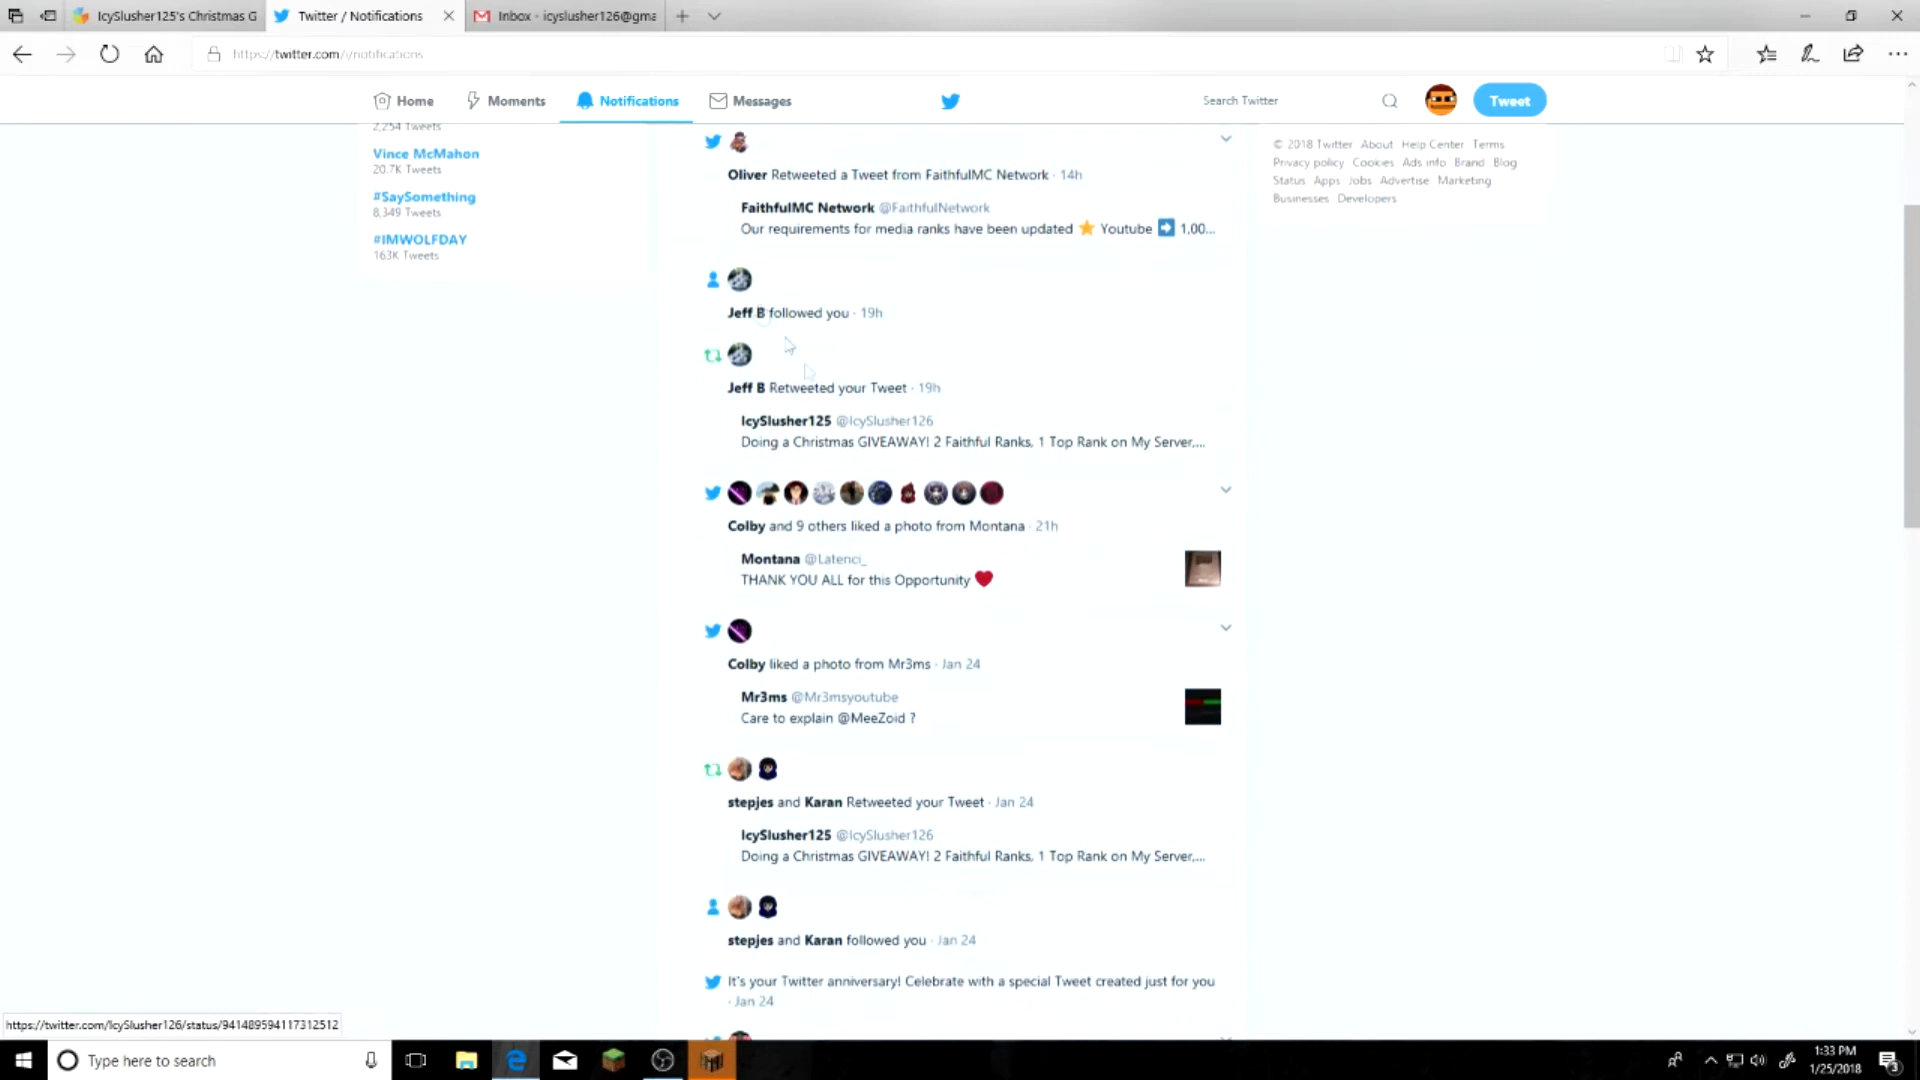 IcySlusher125's Christmas G
Twitter / Notifications
Inbox - icyslusher126@gma
https://twitter.com/i/notifications
Home
Moments
Notifications
Messages
Search Twitter
Tweet
2,254 Tweets
Vince McMahon
20.7K Tweets
#SaySomething
8,349 Tweets
#IMWOLFDAY
163K Tweets
Oliver Retweeted a Tweet from FaithfulMC Network · 14h
FaithfulMC Network @FaithfulNetwork
Our requirements for media ranks have been updated ⭐ Youtube ➡ 1,00...
Jeff B followed you · 19h
Jeff B Retweeted your Tweet · 19h
IcySlusher125 @IcySlusher126
Doing a Christmas GIVEAWAY! 2 Faithful Ranks, 1 Top Rank on My Server,...
Colby and 9 others liked a photo from Montana · 21h
Montana @Latenci_
THANK YOU ALL for this Opportunity ❤
Colby liked a photo from Mr3ms · Jan 24
Mr3ms @Mr3msyoutube
Care to explain @MeeZoid ?
stepjes and Karan Retweeted your Tweet · Jan 24
IcySlusher125 @IcySlusher126
Doing a Christmas GIVEAWAY! 2 Faithful Ranks, 1 Top Rank on My Server,...
stepjes and Karan followed you · Jan 24
It's your Twitter anniversary! Celebrate with a special Tweet created just for you
· Jan 24
© 2018 Twitter About Help Center Terms
Privacy policy Cookies Ads info Brand Blog
Status Apps Jobs Advertise Marketing
Businesses Developers
https://twitter.com/IcySlusher126/status/941489594117312512
Type here to search
1:33 PM
1/25/2018
3